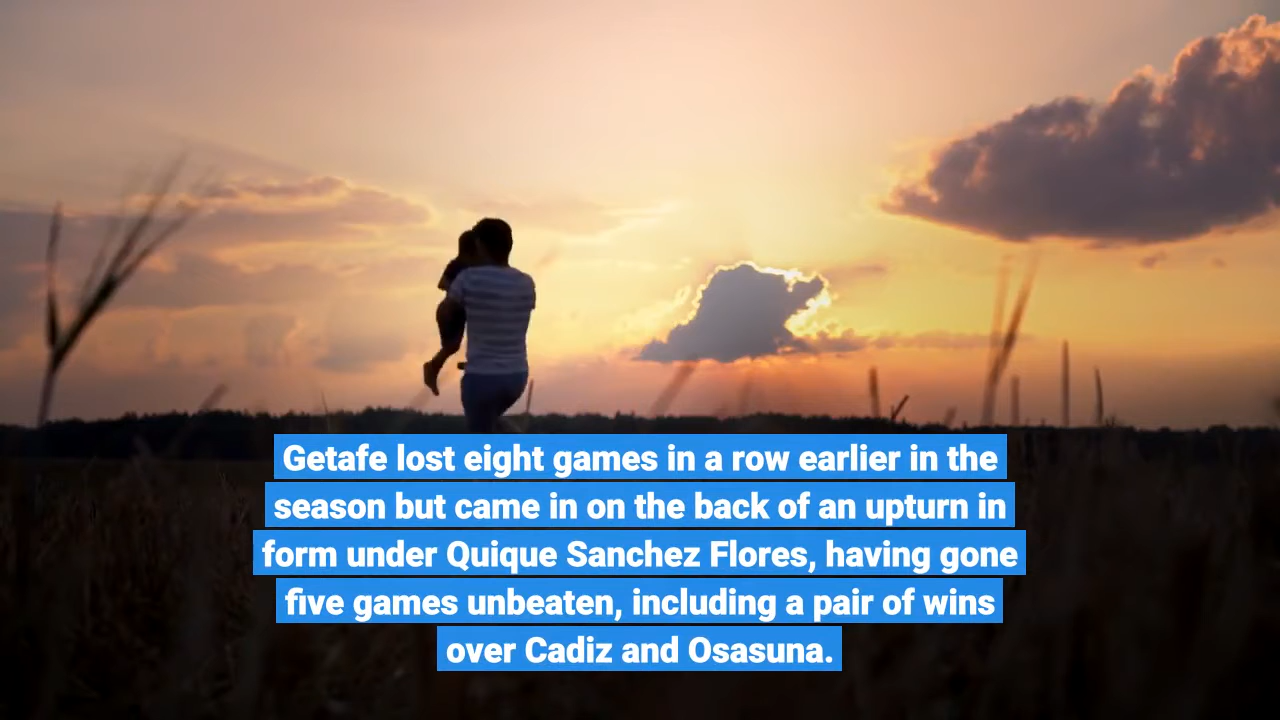 Getafe lost eight games in a row earlier in the
season but came in on the back of an upturn in
form under Quique Sanchez Flores, having gone
five games unbeaten, including a pair of wins
over Cadiz and Osasuna.